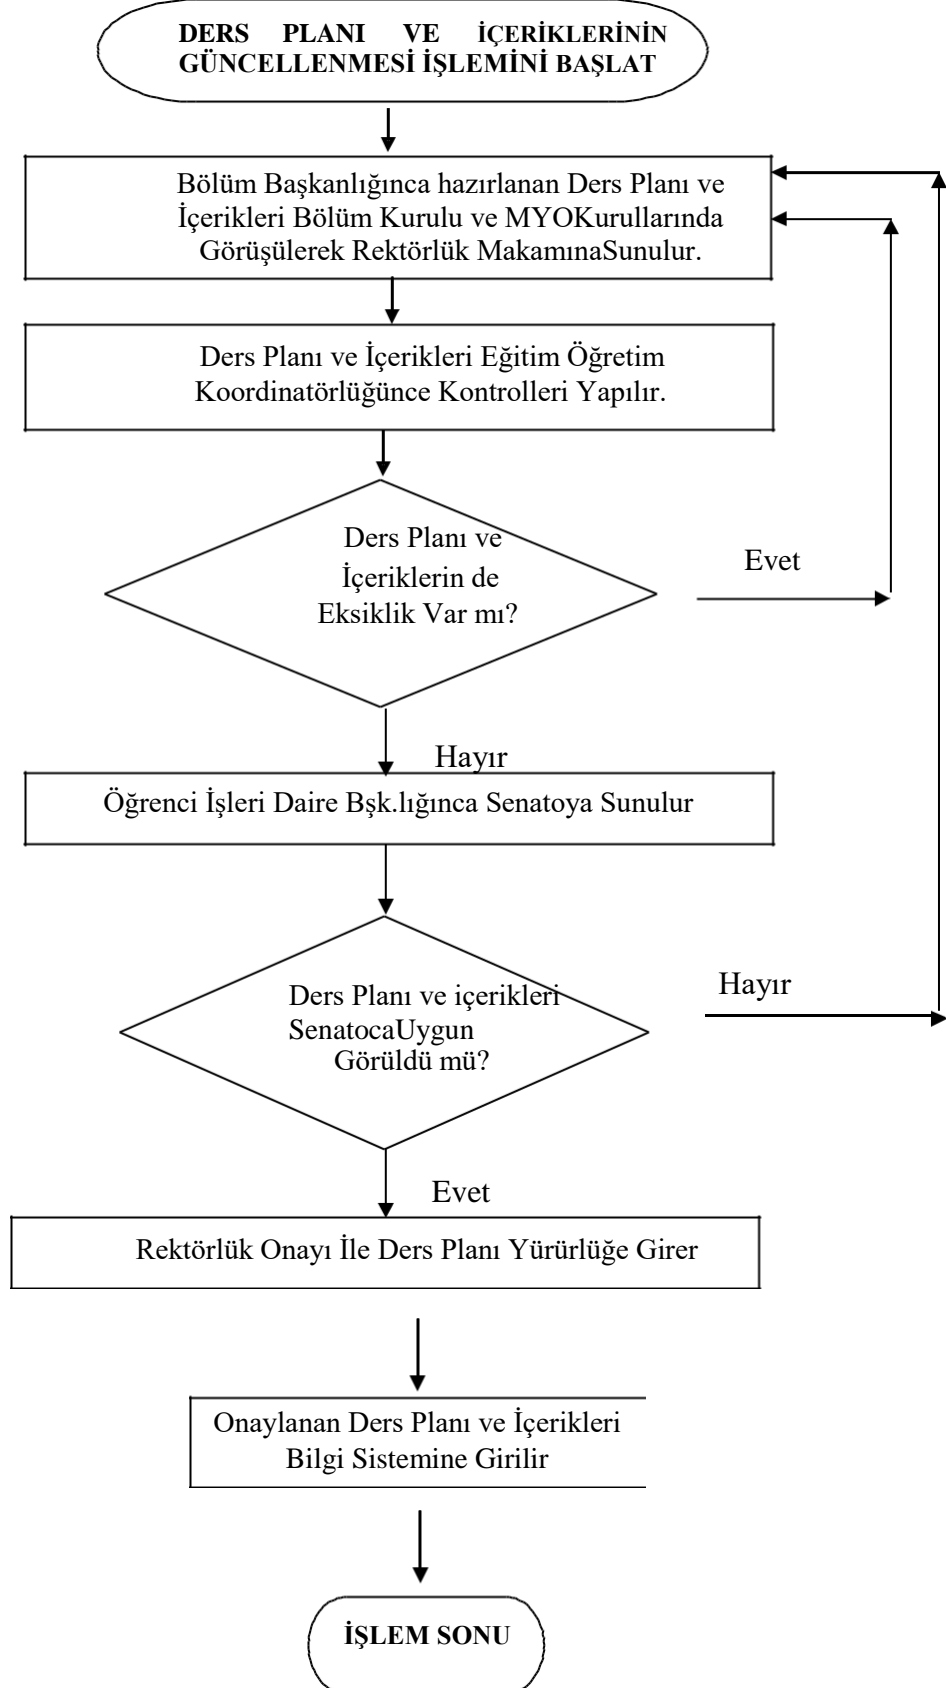 DERS PLANI VE İÇERİKLERİNİN
GÜNCELLENMESİ İŞLEMİNİ BAŞLAT
Bölüm Başkanlığınca hazırlanan Ders Planı ve
İçerikleri Bölüm Kurulu ve MYOKurullarında
Görüşülerek Rektörlük MakamınaSunulur.
Ders Planı ve İçerikleri Eğitim Öğretim
Koordinatörlüğünce Kontrolleri Yapılır.
Ders Planı ve
İçeriklerin de
Eksiklik Var mı?
Evet
Hayır
Öğrenci İşleri Daire Bşk.lığınca Senatoya Sunulur
Ders Planı ve içerikleri
SenatocaUygun
Görüldü mü?
Hayır
Evet
Rektörlük Onayı İle Ders Planı Yürürlüğe Girer
Onaylanan Ders Planı ve İçerikleri
Bilgi Sistemine Girilir
İŞLEM SONU